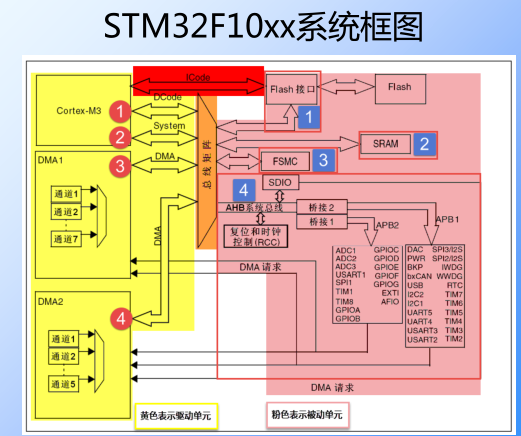 STM32F10xx系统框图
ICode
Flash 接口
Flash
Cortex-M3
1
DCode
1
2
System
总线矩阵
SRAM
2
DMA1
3
DMA
FSMC
3
4
SDIO
通道1
通道2
通道7
AHB系统总线
桥接2
桥接1
复位和时钟
控制(RCC)
APB2
APB1
DMA
DMA 请求
ADC1
ADC2
ADC3
USART1
SPI1
TIM1
TIM8
GPIOA
GPIOB
GPIOC
GPIOD
GPIOE
GPIOF
GPIOG
EXTI
AFIO
DAC
PWR
BKP
bxCAN
USB
I2C2
I2C1
UART5
UART4
USART3
USART2
SPI3/I2S
SPI2/I2S
IWDG
WWDG
RTC
TIM7
TIM6
TIM5
TIM4
TIM3
TIM2
DMA2
4
通道1
通道2
通道5
DMA 请求
黄色表示驱动单元
粉色表示被动单元